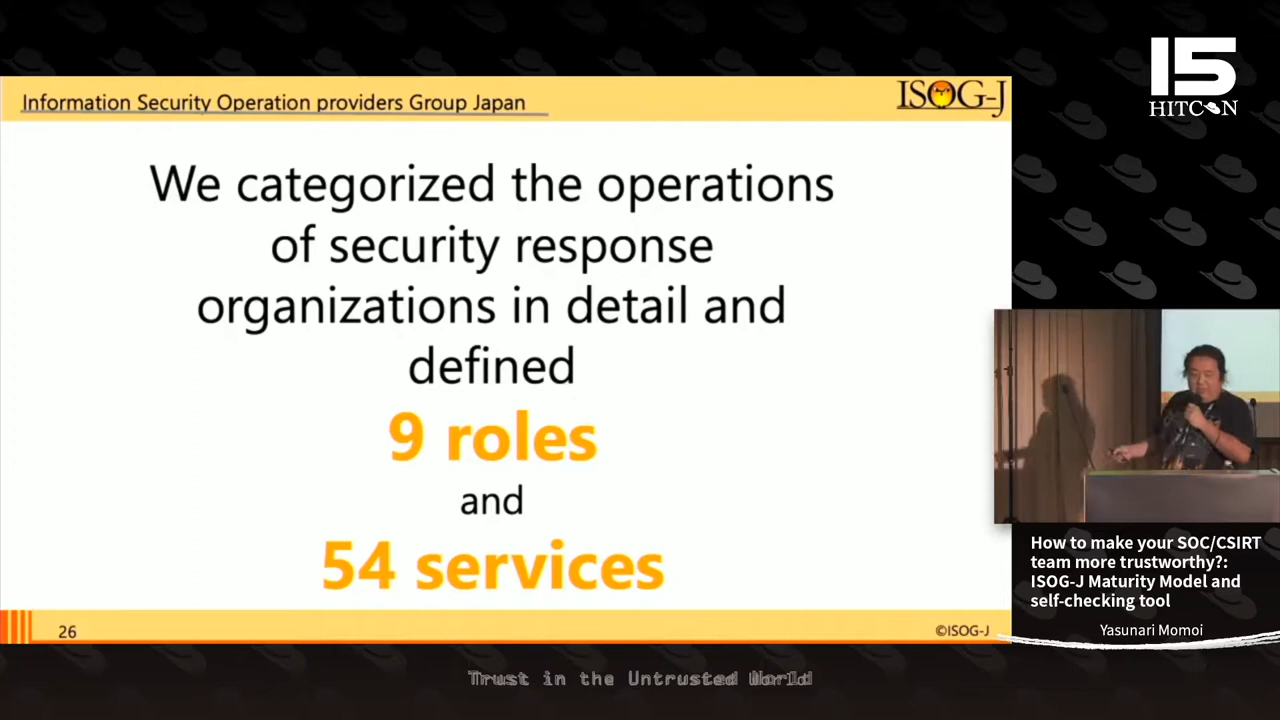 Information Security Operation providers Group Japan
ISOG-J
We categorized the operations
of security response
organizations in detail and
defined
9 roles
and
54 services
26
©ISOG-J
15
HITCON
How to make your SOC/CSIRT
team more trustworthy?:
ISOG-J Maturity Model and
self-checking tool
Yasunari Momoi
Trust in the Untrusted World